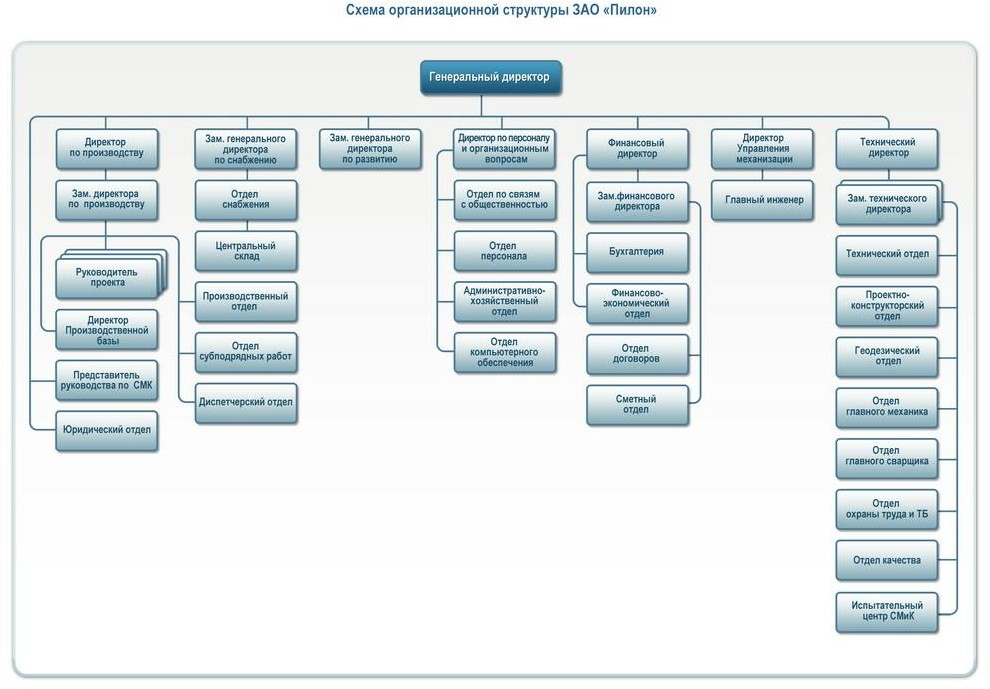 Схема организационной структуры ЗАО «Пилон»
Генеральный директор
Директор
по производству
Зам. директора
по производству
Руководитель
проекта
Директор
Производственной
базы
Представитель
руководства по СМК
Юридический отдел
Зам. генерального
директора
по снабжению
Отдел
снабжения
Центральный
склад
Производственный
отдел
Отдел
субподрядных работ
Диспетчерский отдел
Зам. генерального
директора
по развитию
Директор по персоналу
и организационным
вопросам
Отдел по связям
с общественностью
Отдел
персонала
Административно-
хозяйственный
отдел
Отдел
компьютерного
обеспечения
Финансовый
директор
Зам.финансового
директора
Бухгалтерия
Финансово-
экономический
отдел
Отдел
договоров
Сметный
отдел
Директор
Управления
механизации
Главный инженер
Технический
директор
Зам. технического
директора
Технический отдел
Проектно-
конструкторский
отдел
Геодезический
отдел
Отдел
главного механика
Отдел
главного сварщика
Отдел
охраны труда и ТБ
Отдел качества
Испытательный
центр СМиК